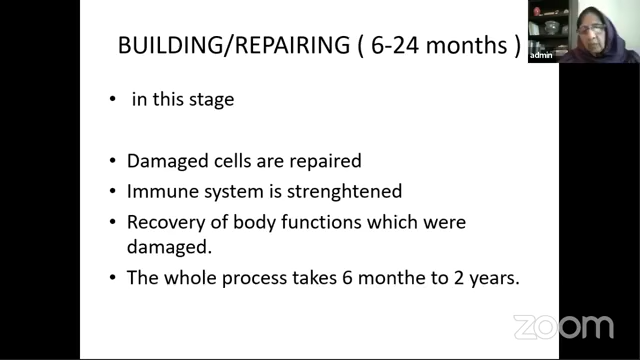 BUILDING/REPAIRING ( 6-24 months )
admin
• in this stage
• Damaged cells are repaired
• Immune system is strenghtened
• Recovery of body functions which were
damaged.
• The whole process takes 6 monthe to 2 years.
zoom